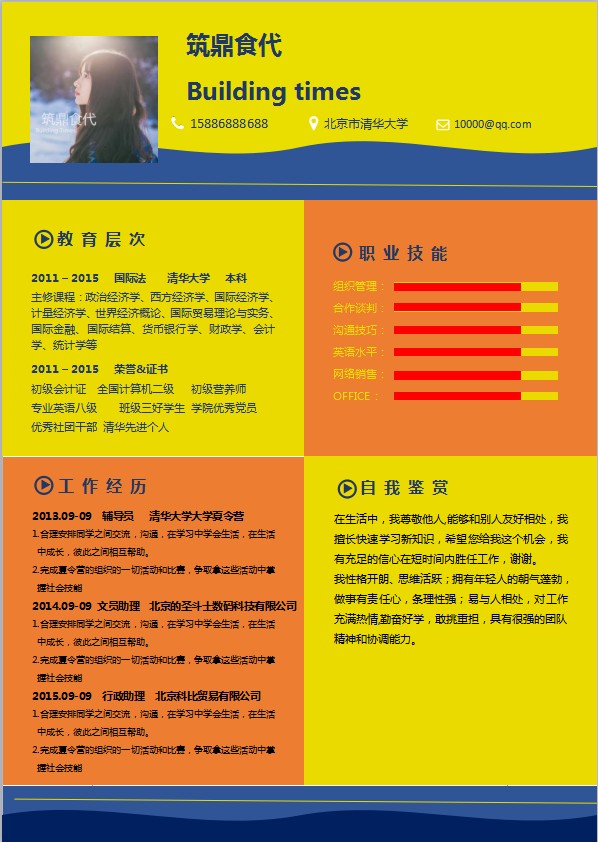 筑鼎食代
Building times
筑鼎食代
15886888688
北京市清华大学
10000@qq.com
教育层次
2011 – 2015 国际法 清华大学 本科
主修课程：政治经济学、西方经济学、国际经济学、
计量经济学、世界经济概论、国际贸易理论与实务、
国际金融、国际结算、货币银行学、财政学、会计
学、统计学等
2011 – 2015 荣誉&证书
初级会计证 全国计算机二级 初级营养师
专业英语八级 班级三好学生 学院优秀党员
优秀社团干部 清华先进个人
职业技能
组织管理：
合作谈判：
沟通技巧：
英语水平：
网络销售：
OFFICE：
工作经历
2013.09-09 辅导员 清华大学大学夏令营
1.合理安排同学之间交流，沟通，在学习中学会生活，在生活
中成长，彼此之间相互帮助。
2.完成夏令营的组织的一切活动和比赛，争取拿这些活动中掌
握社会技能
2014.09-09 文员助理 北京的圣斗士数码科技有限公司
1.合理安排同学之间交流，沟通，在学习中学会生活，在生活
中成长，彼此之间相互帮助。
2.完成夏令营的组织的一切活动和比赛，争取拿这些活动中掌
握社会技能
2015.09-09 行政助理 北京科比贸易有限公司
1.合理安排同学之间交流，沟通，在学习中学会生活，在生活
中成长，彼此之间相互帮助。
2.完成夏令营的组织的一切活动和比赛，争取拿这些活动中掌
握社会技能
自我鉴赏
在生活中，我尊敬他人,能够和别人友好相处，我
擅长快速学习新知识，希望您给我这个机会，我
有充足的信心在短时间内胜任工作，谢谢。
我性格开朗、思维活跃；拥有年轻人的朝气蓬勃，
做事有责任心，条理性强；易与人相处，对工作
充满热情,勤奋好学，敢挑重担，具有很强的团队
精神和协调能力。